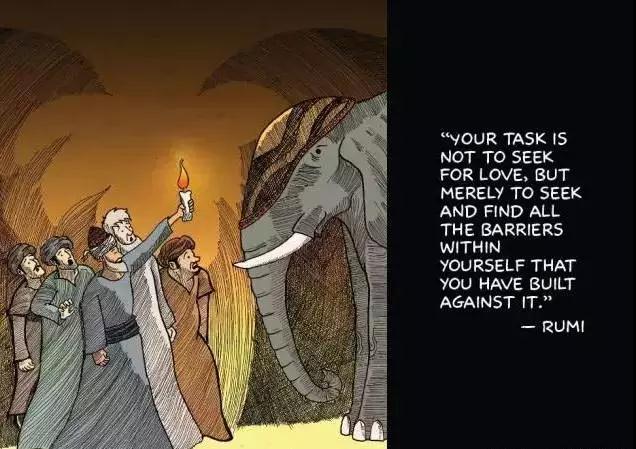 “YOUR TASK IS
NOT TO SEEK
FOR LOVE, BUT
MERELY TO SEEK
AND FIND ALL
THE BARRIERS
WITHIN
YOURSELF THAT
YOU HAVE BUILT
AGAINST IT.”
— RUMI